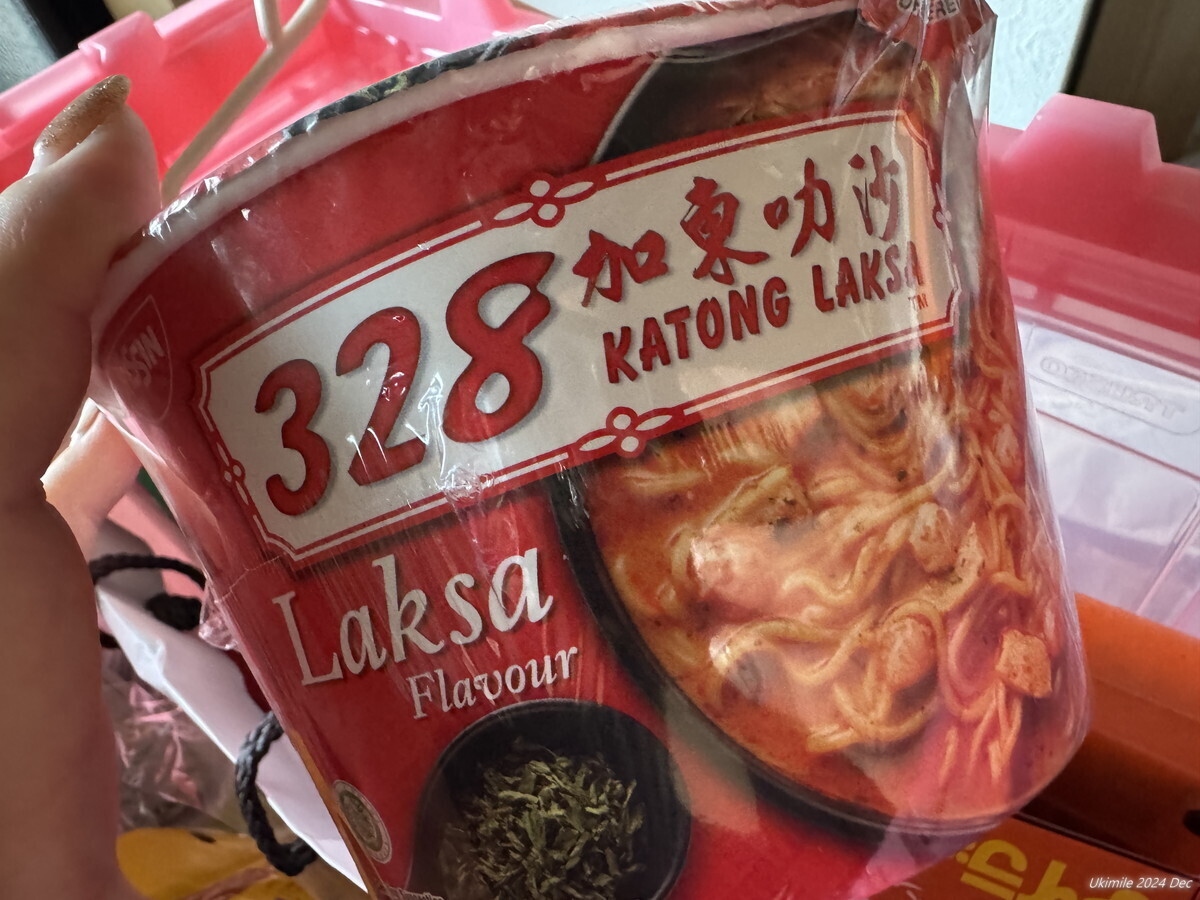 328
加東叻沙
KATONG LAKSA
TM
Laksa
Flavour
Ukimile 2024 Dec